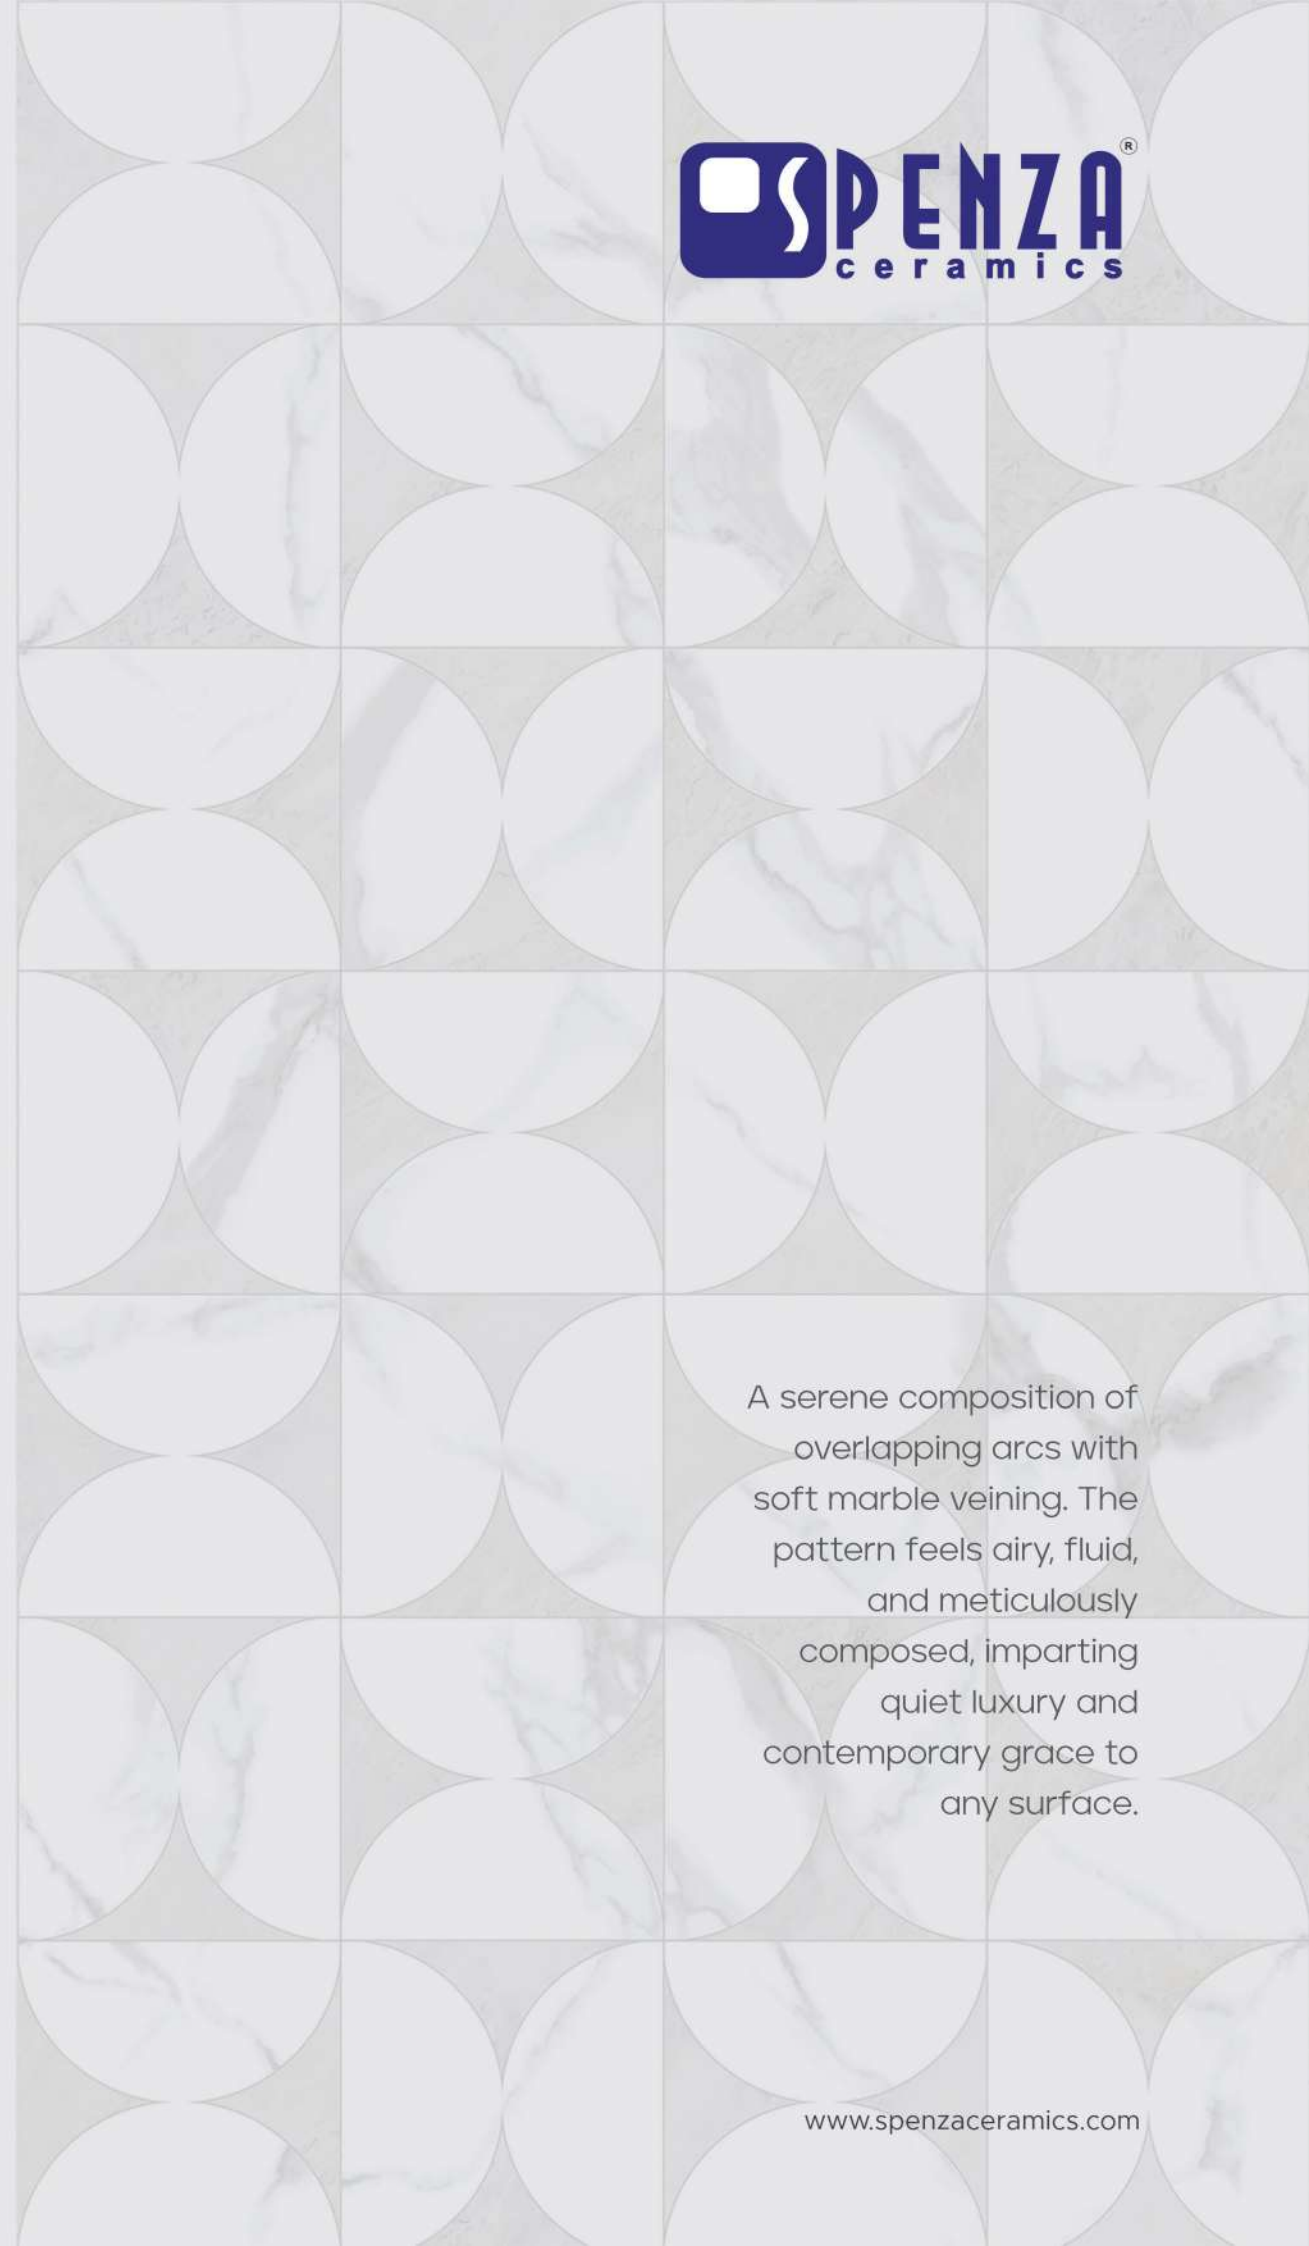 SPENZA®
ceramics
A serene composition of
overlapping arcs with
soft marble veining. The
pattern feels airy, fluid,
and meticulously
composed, imparting
quiet luxury and
contemporary grace to
any surface.
www.spenzaceramics.com